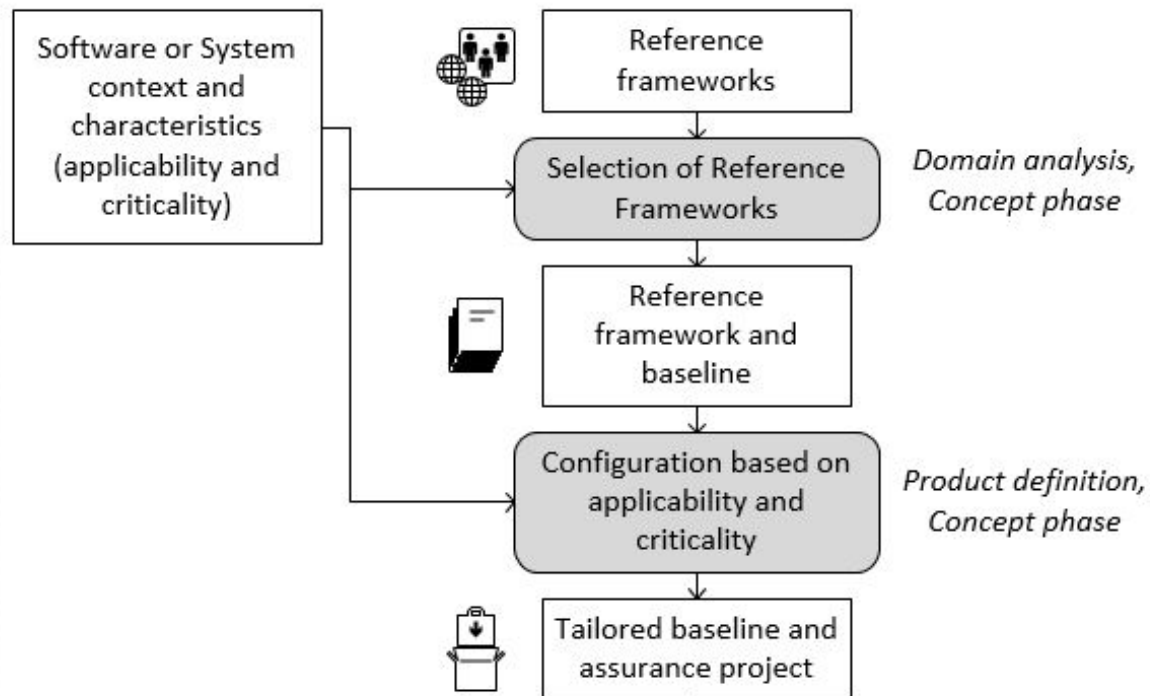 Software or System
context and
characteristics
(applicability and
criticality)
Reference
frameworks
Selection of Reference
Frameworks
Domain analysis,
Concept phase
Reference
framework and
baseline
Configuration based on
applicability and
criticality
Product definition,
Concept phase
Tailored baseline and
assurance project